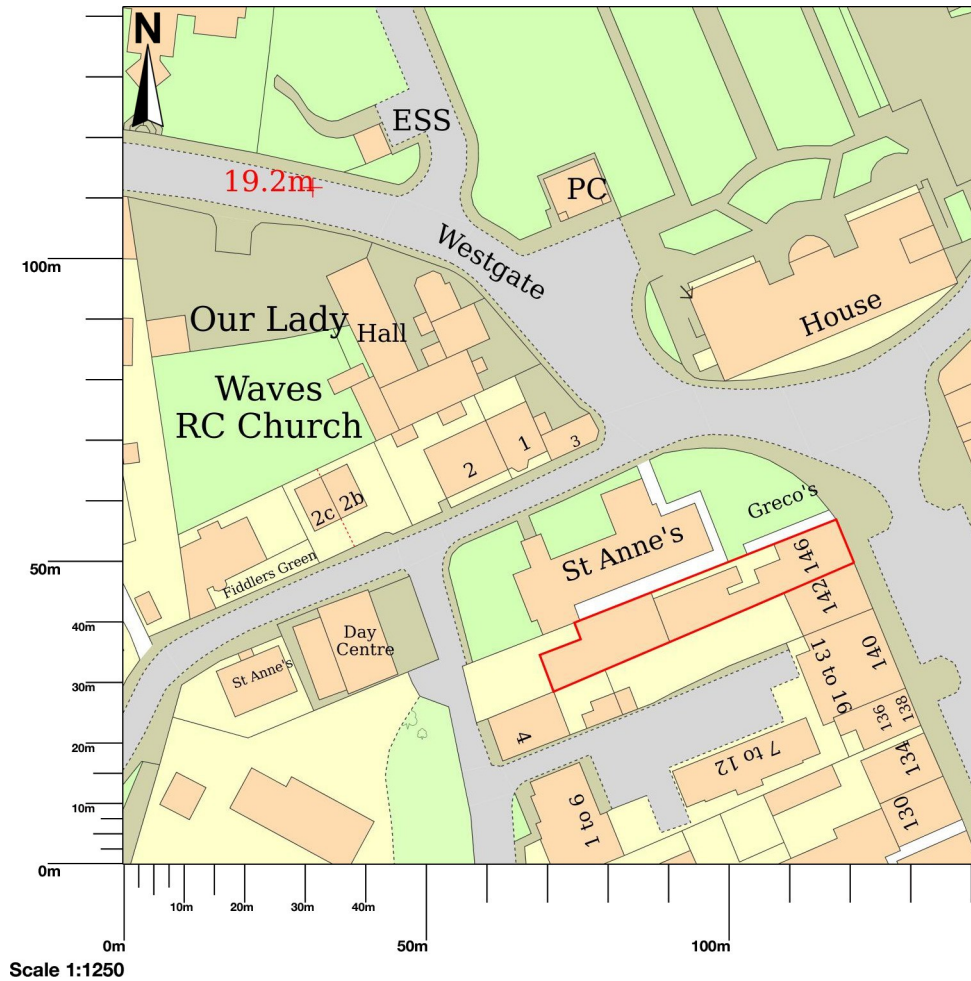 N
ESS
19.2m
PC
Westgate
100m
House
Our Lady
Hall
Waves
RC Church
1
3
2
2c
2b
Greco's
St Anne's
146
50m
Fiddlers Green
142
40m
Day
Centre
140
13 to 16
St Anne's
30m
138
136
4
20m
7 to 12
134
10m
1 to 6
130
0m
10m
20m
30m
40m
0m
50m
100m
Scale 1:1250